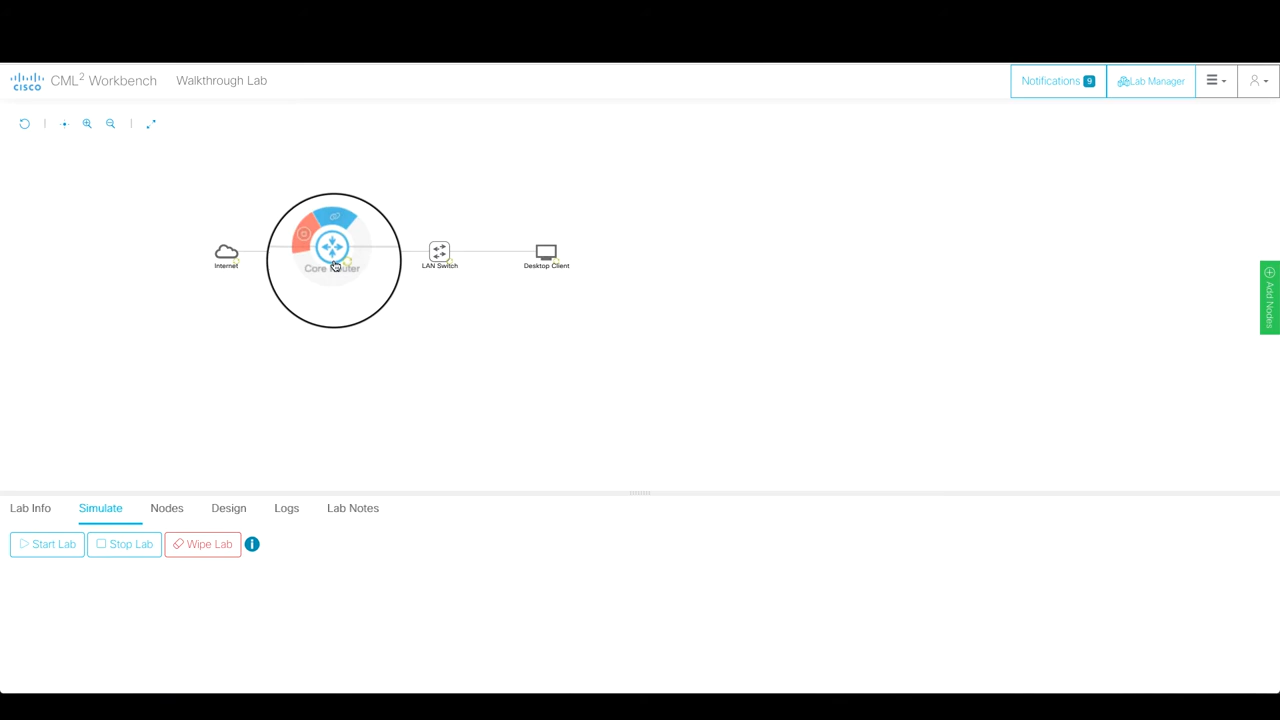 CISCO CML2 Workbench Walkthrough Lab Notifications 9 Lab Manager
Internet Core Router LAN Switch Desktop Client
Add Nodes
Lab Info Simulate Nodes Design Logs Lab Notes
Start Lab Stop Lab Wipe Lab i